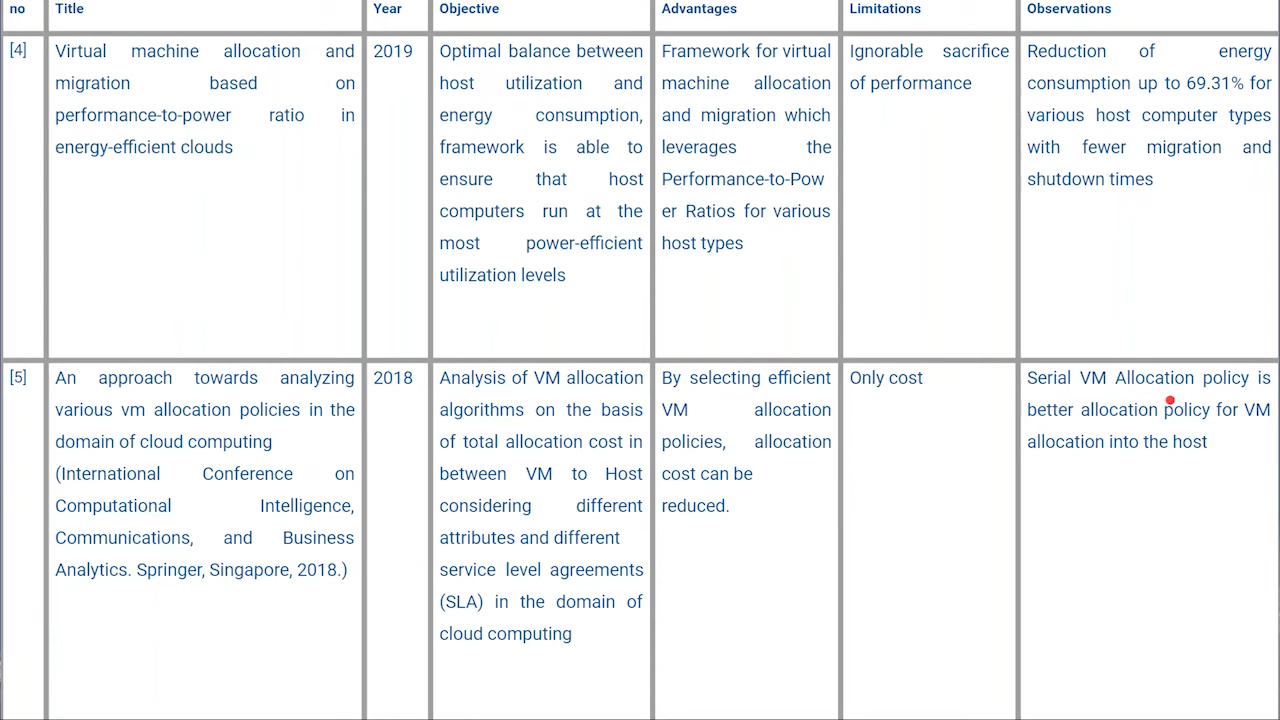 no Title Year Objective Advantages Limitations Observations
[4]
Virtual machine allocation and
migration based on
performance-to-power ratio in
energy-efficient clouds
2019
Optimal balance between
host utilization and
energy consumption,
framework is able to
ensure that host
computers run at the
most power-efficient
utilization levels
Framework for virtual
machine allocation
and migration which
leverages the
Performance-to-Pow
er Ratios for various
host types
Ignorable sacrifice
of performance
Reduction of energy
consumption up to 69.31% for
various host computer types
with fewer migration and
shutdown times
[5]
An approach towards analyzing
various vm allocation policies in the
domain of cloud computing
(International Conference on
Computational Intelligence,
Communications, and Business
Analytics. Springer, Singapore, 2018.)
2018
Analysis of VM allocation
algorithms on the basis
of total allocation cost in
between VM to Host
considering different
attributes and different
service level agreements
(SLA) in the domain of
cloud computing
By selecting efficient
VM allocation
policies, allocation
cost can be
reduced.
Only cost
Serial VM Allocation policy is
better allocation policy for VM
allocation into the host